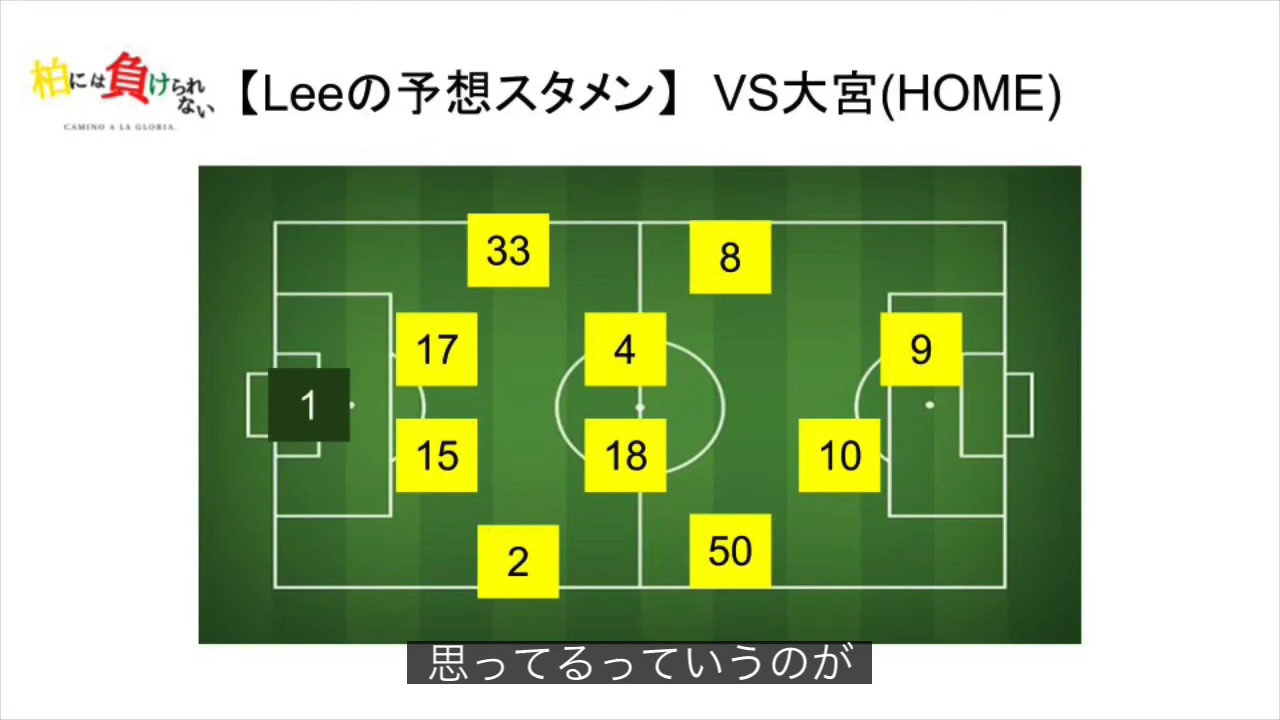 柏には負けられない
CAMINO A LA GLORIA.
【Leeの予想スタメン】 VS大宮(HOME)
33
8
17
4
9
1
15
18
10
2
50
思ってるっていうのが